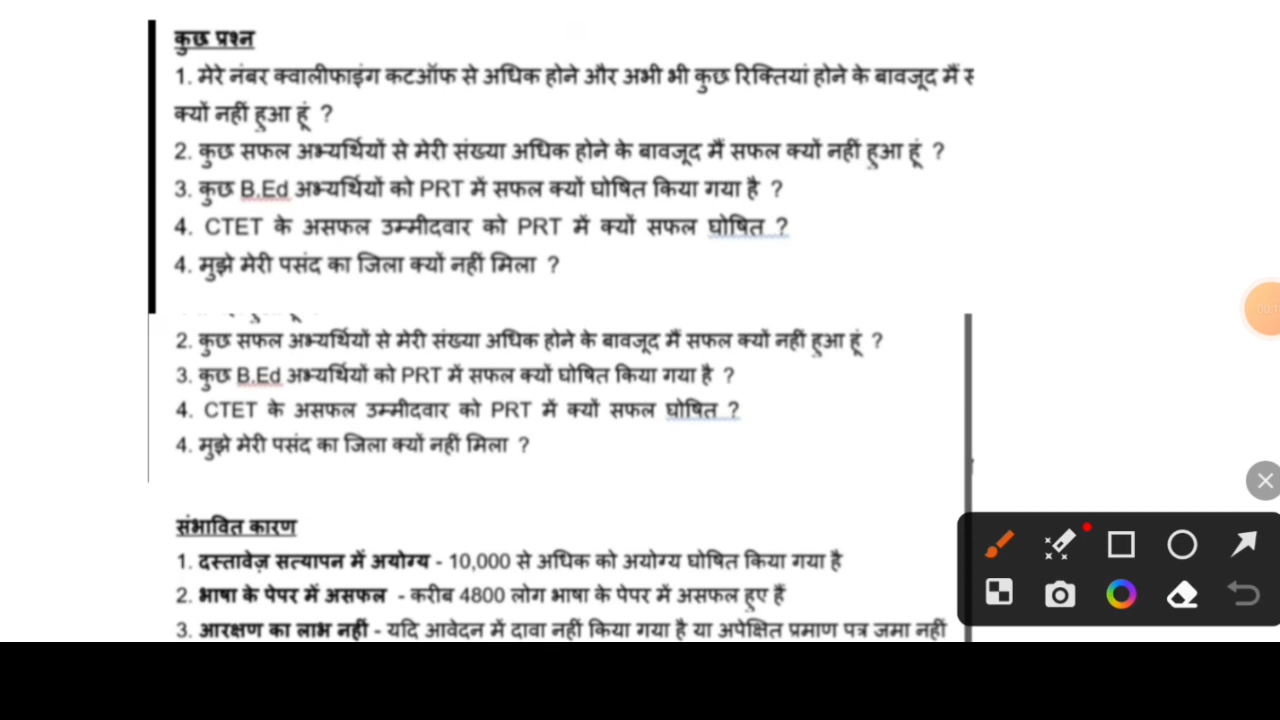 कुछ प्रश्न
1. मेरे नंबर क्वालीफाइंग कटऑफ से अधिक होने और अभी भी कुछ रिक्तियां होने के बावजूद मैं
क्यों नहीं हुआ हूं ?
2. कुछ सफल अभ्यर्थियों से मेरी संख्या अधिक होने के बावजूद मैं सफल क्यों नहीं हुआ हूं ?
3. कुछ B.Ed अभ्यर्थियों को PRT में सफल क्यों घोषित किया गया है ?
4. CTET के असफल उम्मीदवार को PRT में क्यों सफल घोषित ?
4. मुझे मेरी पसंद का जिला क्यों नहीं मिला ?
2. कुछ सफल अभ्यर्थियों से मेरी संख्या अधिक होने के बावजूद मैं सफल क्यों नहीं हुआ हूं ?
3. कुछ B.Ed अभ्यर्थियों को PRT में सफल क्यों घोषित किया गया है ?
4. CTET के असफल उम्मीदवार को PRT में क्यों सफल घोषित ?
4. मुझे मेरी पसंद का जिला क्यों नहीं मिला ?
संभावित कारण
1. दस्तावेज़ सत्यापन में अयोग्य - 10,000 से अधिक को अयोग्य घोषित किया गया है
2. भाषा के पेपर में असफल - करीब 4800 लोग भाषा के पेपर में असफल हुए हैं
3. आरक्षण का लाभ नहीं - यदि आवेदन में दावा नहीं किया गया है या अपेक्षित प्रमाण पत्र जमा नहीं